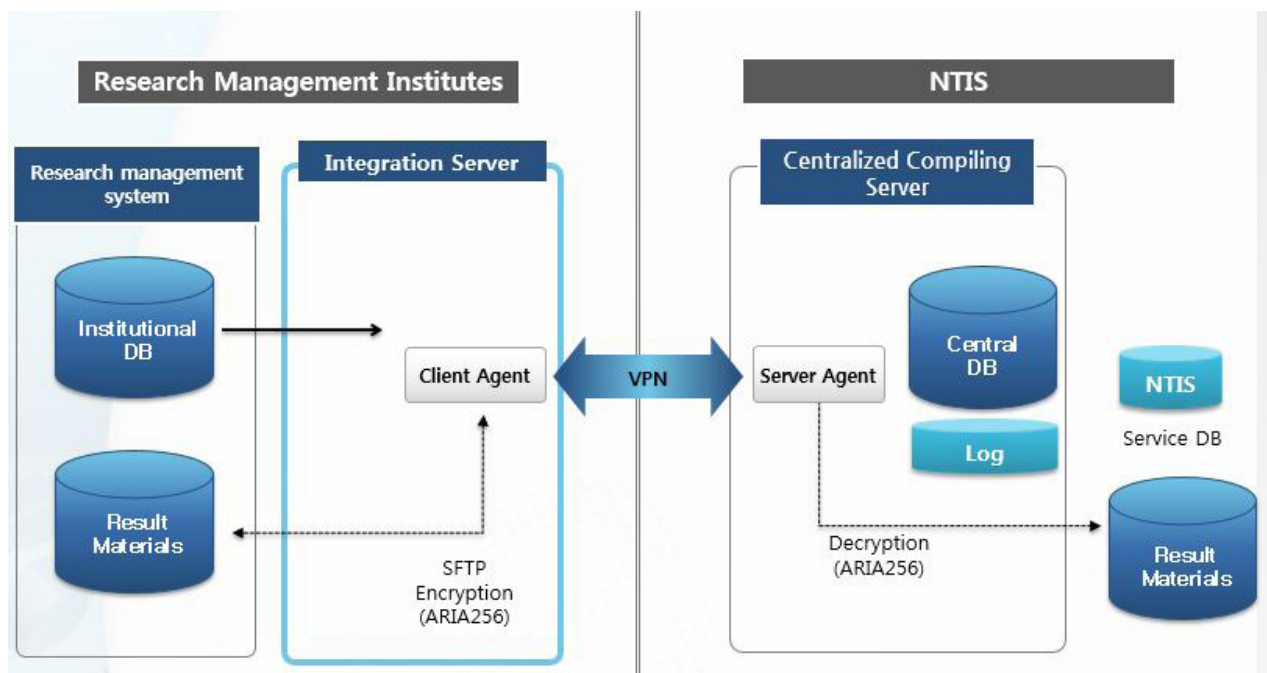 Research Management Institutes
NTIS
Research management
system
Integration Server
Centralized Compiling
Server
Institutional
DB
Client Agent
VPN
Server Agent
Central
DB
NTIS
Log
Service DB
Result
Materials
SFTP
Encryption
(ARIA256)
Decryption
(ARIA256)
Result
Materials